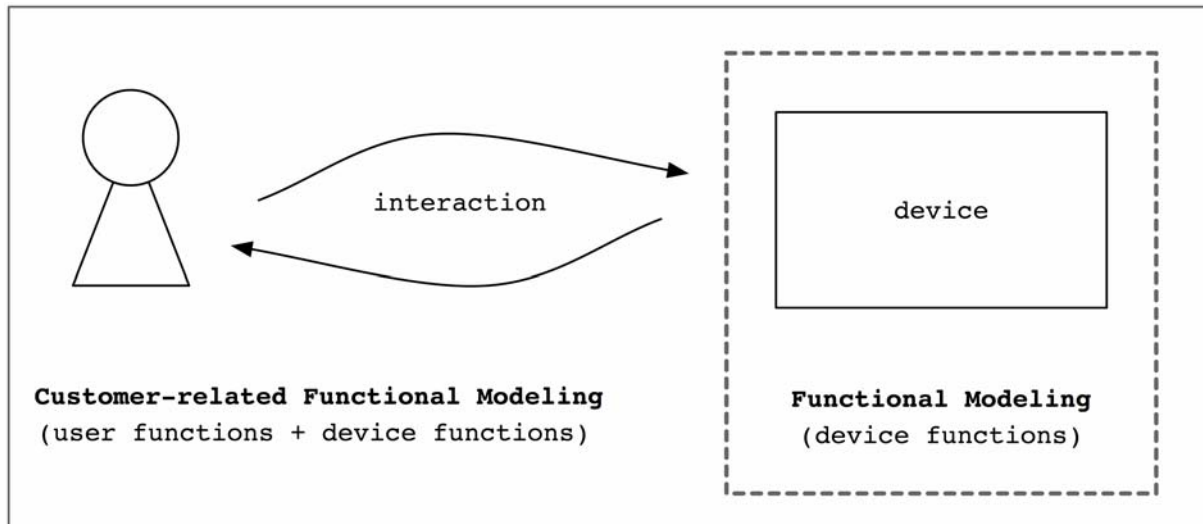 interaction
device
Customer-related Functional Modeling
(user functions + device functions)
Functional Modeling
(device functions)